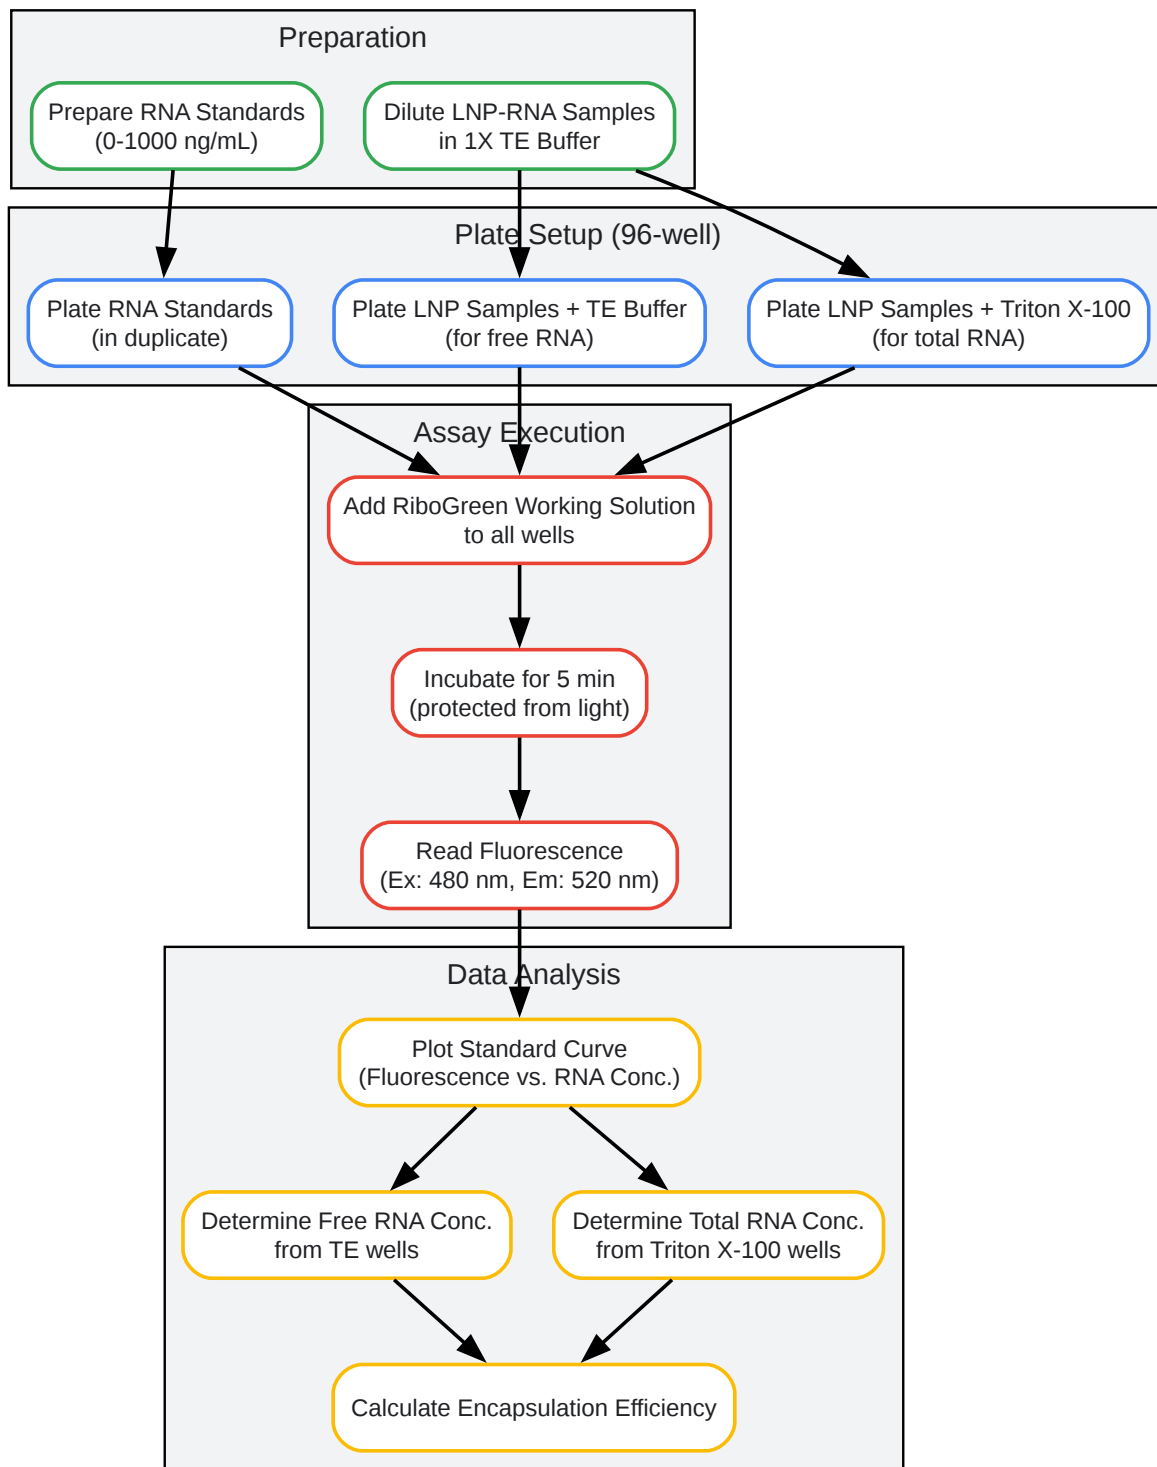 Preparation
Prepare RNA Standards
(0-1000 ng/mL)
Dilute LNP-RNA Samples
in 1X TE Buffer
Plate Setup (96-well)
Plate RNA Standards
(in duplicate)
Plate LNP Samples + TE Buffer
(for free RNA)
Plate LNP Samples + Triton X-100
(for total RNA)
Assay Execution
Add RiboGreen Working Solution
to all wells
Incubate for 5 min
(protected from light)
Read Fluorescence
(Ex: 480 nm, Em: 520 nm)
Data Analysis
Plot Standard Curve
(Fluorescence vs. RNA Conc.)
Determine Free RNA Conc.
from TE wells
Determine Total RNA Conc.
from Triton X-100 wells
Calculate Encapsulation Efficiency